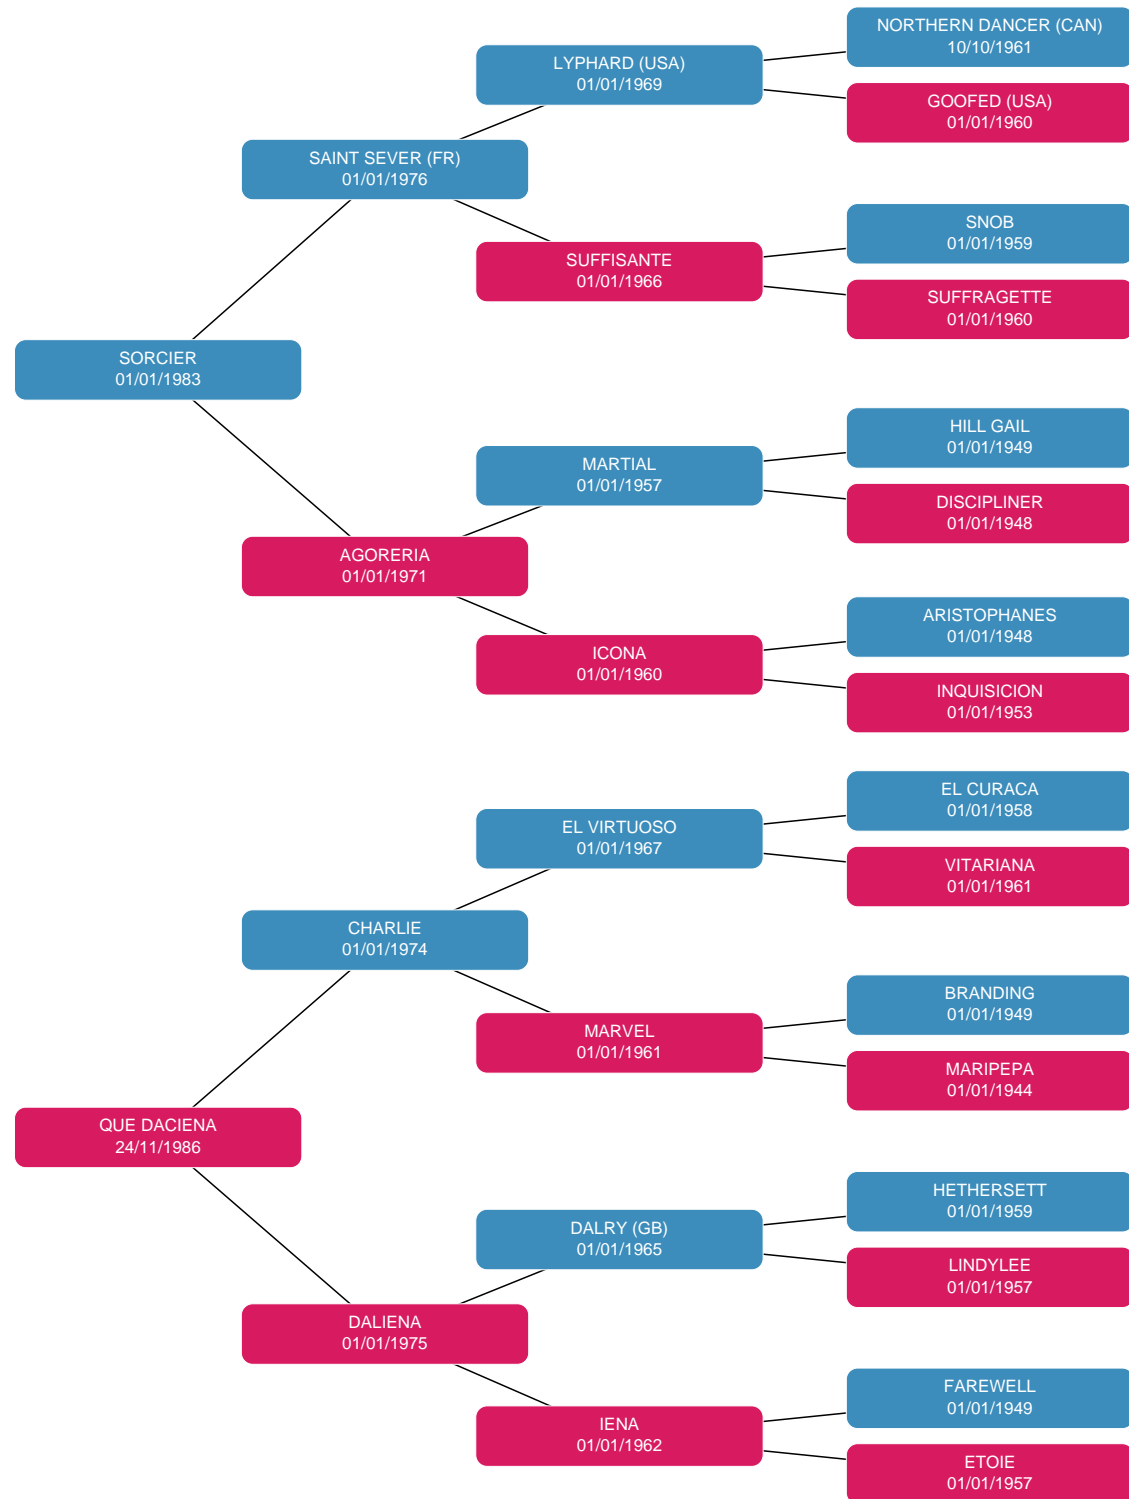 NORTHERN DANCER (CAN)
10/10/1961
LYPHARD (USA)
01/01/1969
GOOFED (USA)
01/01/1960
SAINT SEVER (FR)
01/01/1976
SNOB
01/01/1959
SUFFISANTE
01/01/1966
SUFFRAGETTE
01/01/1960
SORCIER
01/01/1983
HILL GAIL
01/01/1949
MARTIAL
01/01/1957
DISCIPLINER
01/01/1948
AGORERIA
01/01/1971
ARISTOPHANES
01/01/1948
ICONA
01/01/1960
INQUISICION
01/01/1953
EL CURACA
01/01/1958
EL VIRTUOSO
01/01/1967
VITARIANA
01/01/1961
CHARLIE
01/01/1974
BRANDING
01/01/1949
MARVEL
01/01/1961
MARIPEPA
01/01/1944
QUE DACIENA
24/11/1986
HETHERSETT
01/01/1959
DALRY (GB)
01/01/1965
LINDYLEE
01/01/1957
DALIENA
01/01/1975
FAREWELL
01/01/1949
IENA
01/01/1962
ETOIE
01/01/1957